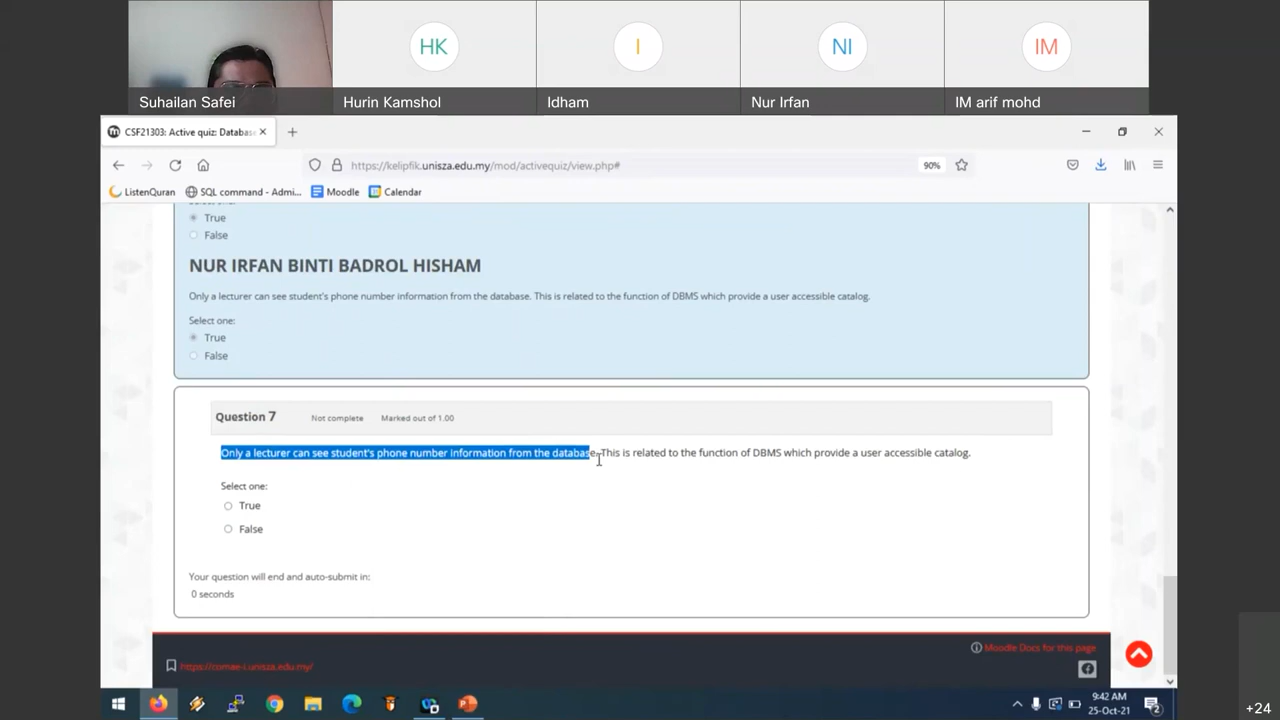 HK
I
NI
IM
Suhailan Safei
Hurin Kamshol
Idham
Nur Irfan
IM arif mohd
CSF21303: Active quiz: Database
https://kelipfik.unisza.edu.my/mod/activequiz/view.php#
90%
ListenQuran
SQL command - Admi...
Moodle
Calendar
True
False
NUR IRFAN BINTI BADROL HISHAM
Only a lecturer can see student's phone number information from the database. This is related to the function of DBMS which provide a user accessible catalog.
Select one:
True
False
Question 7
Not complete
Marked out of 1.00
Only a lecturer can see student's phone number information from the database. This is related to the function of DBMS which provide a user accessible catalog.
Select one:
True
False
Your question will end and auto-submit in:
0 seconds
Moodle Docs for this page
https://comae-i.unisza.edu.my/
9:42 AM
25-Oct-21
2
+24